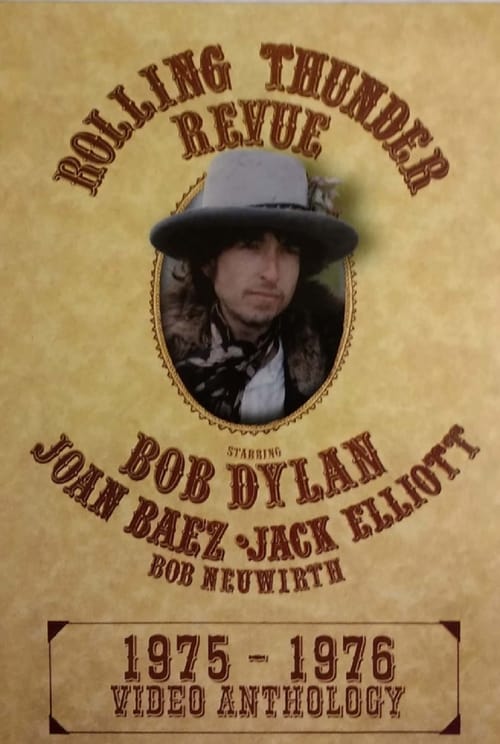 ROLLING THUNDER
REVUE
STARRING
BOB DYLAN
JOAN BAEZ • JACK ELLIOTT
BOB NEUWIRTH
1975 - 1976
VIDEO ANTHOLOGY